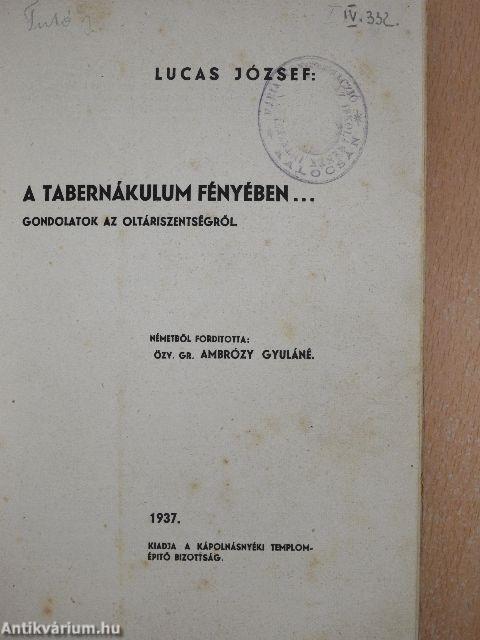 IV. 332.
LUCAS JÓZSEF:
A TABERNÁKULUM FÉNYÉBEN...
GONDOLATOK AZ OLTÁRISZENTSÉGRŐL.
NÉMETBŐL FORDITOTTA:
ÖZV. GR. AMBRÓZY GYULÁNÉ.
1937.
KIADJA A KÁPOLNÁSNYÉKI TEMPLOM-
ÉPITŐ BIZOTTSÁG.
Antikvárium.hu